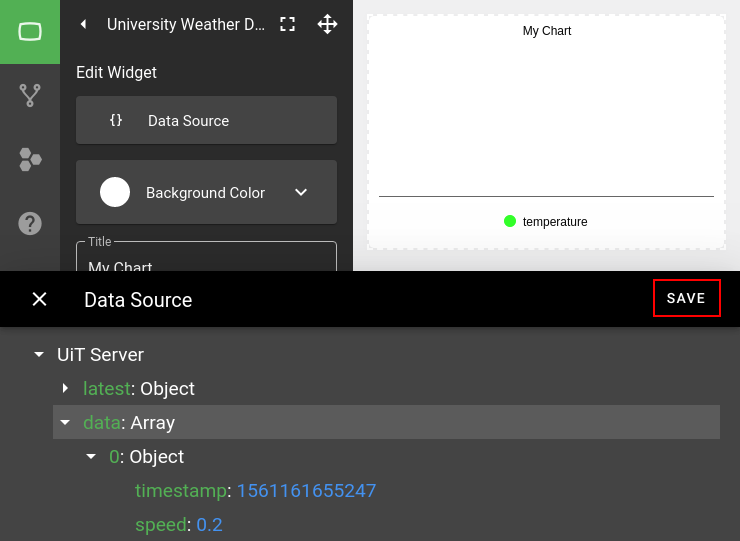 University Weather D...
Edit Widget
{} Data Source
Background Color
Title
My Chart
My Chart
temperature
Data Source
SAVE
UiT Server
latest: Object
data: Array
0: Object
timestamp: 1561161655247
speed: 0.2